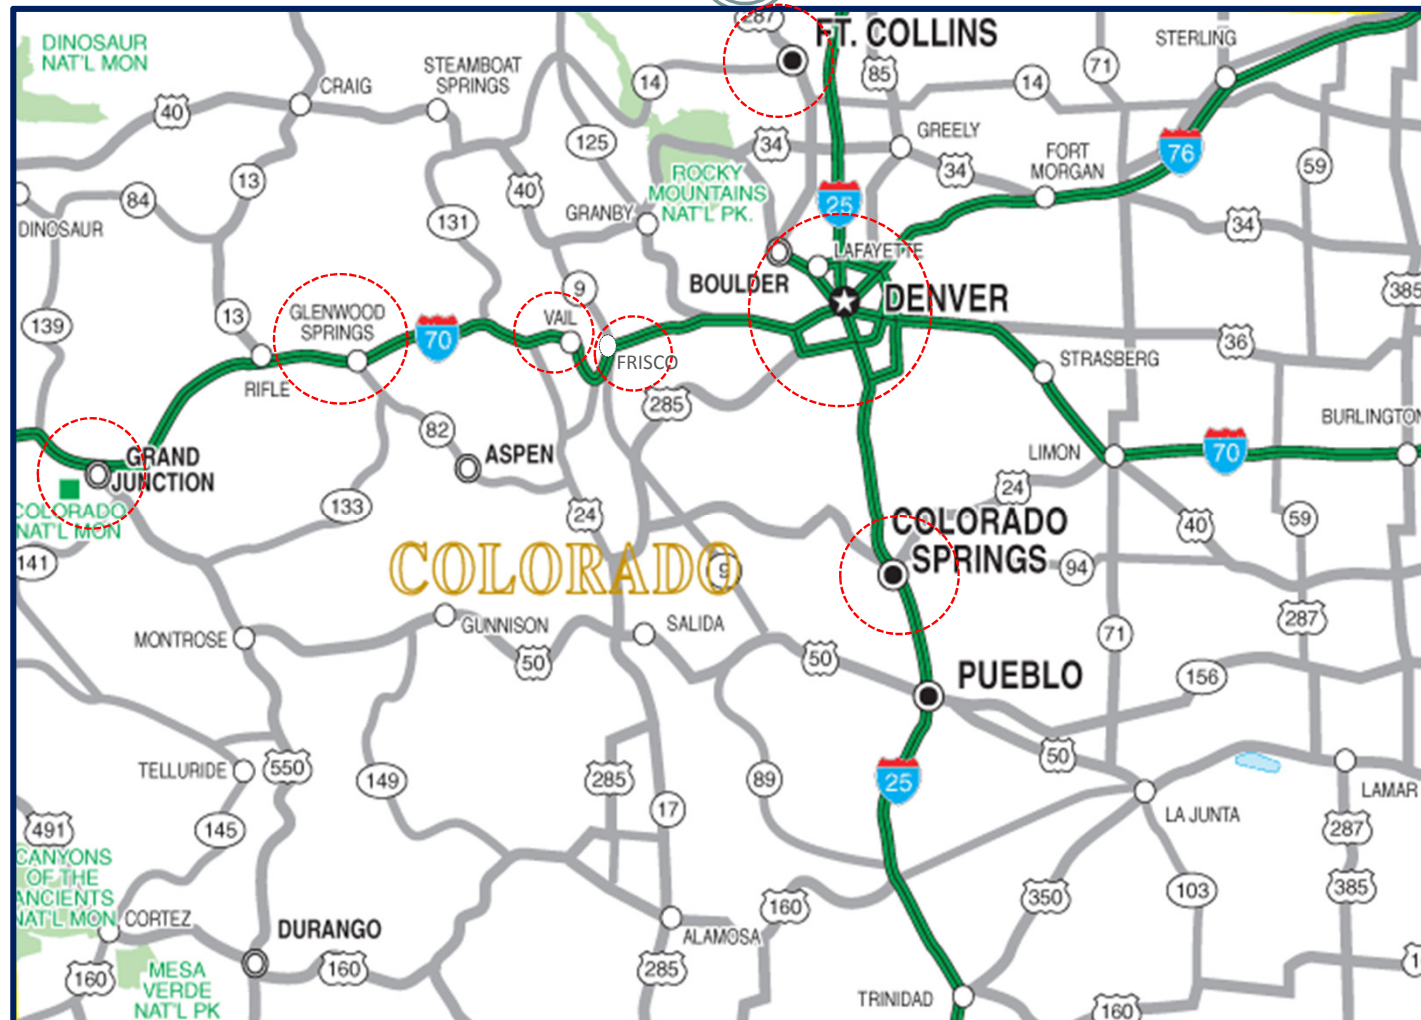 287
FT. COLLINS
STERLING
DINOSAUR
NAT'L MON
STEAMBOAT
SPRINGS
CRAIG
40
14
85
14
71
125
34
GREELY
34
FORT
MORGAN
76
59
ROCKY
MOUNTAINS
NAT'L PK.
13
84
40
131
GRANBY
25
34
DINOSAUR
LAFAYETTE
BOULDER
DENVER
385
9
139
13
GLENWOOD
SPRINGS
70
VAIL
36
FRISCO
STRASBERG
RIFLE
285
BURLINGTON
82
ASPEN
LIMON
70
GRAND
JUNCTION
COLORADO
NAT'L MON
133
24
24
COLORADO
SPRINGS
40
59
141
COLORADO
9
94
MONTROSE
GUNNISON
50
SALIDA
50
71
287
PUEBLO
156
TELLURIDE
550
149
285
17
89
25
50
LA JUNTA
LAMAR
491
145
287
CANYONS
OF THE
ANCIENTS
NAT'L MON
CORTEZ
350
103
385
160
DURANGO
ALAMOSA
160
MESA
VERDE
NAT'L PK
160
285
TRINIDAD
160